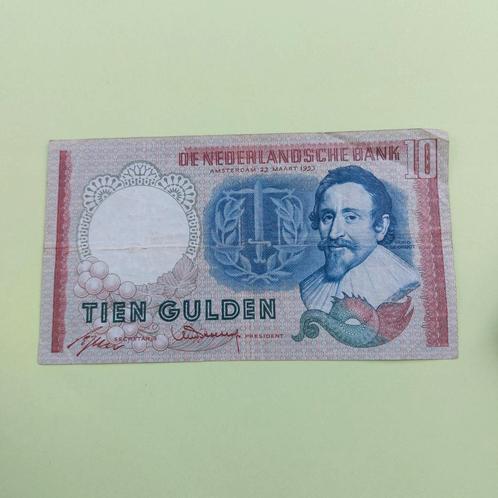 DE NEDERLANDSCHE BANK 10
AMSTERDAM 23 MAART 1953
TIEN GULDEN
SECRETARIS PRESIDENT